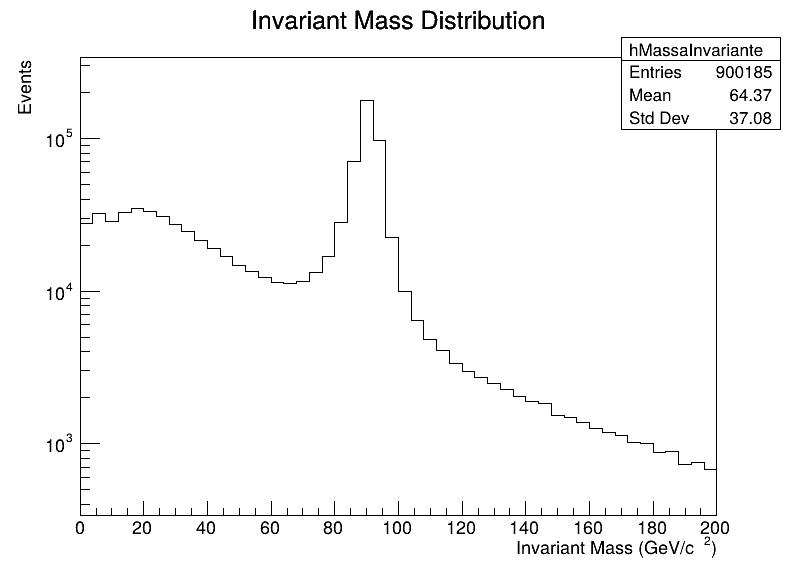 Invariant Mass Distribution
hMassaInvariante
Entries 900185
Mean 64.37
Std Dev 37.08
Events
10^5
10^4
10^3
0 20 40 60 80 100 120 140 160 180 200
Invariant Mass (GeV/c ^2)